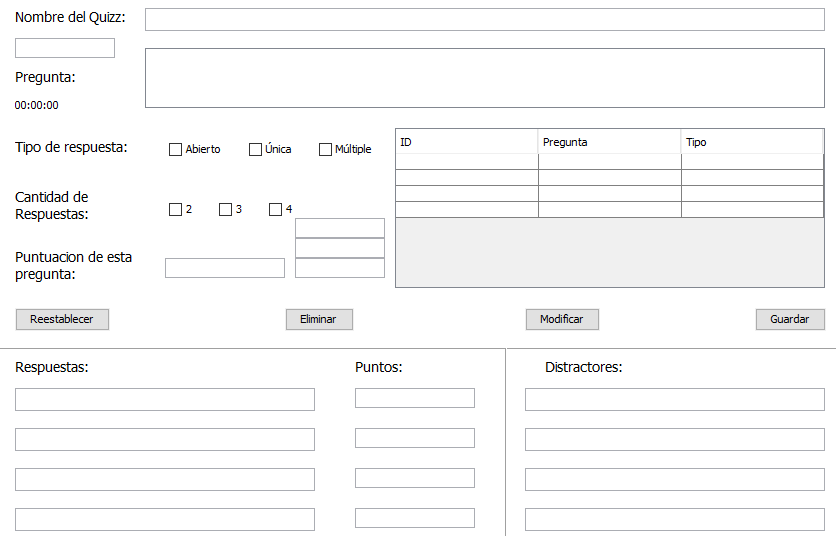 Nombre del Quizz:
Pregunta:
00:00:00
Tipo de respuesta:
Abierto
Única
Múltiple
ID
Pregunta
Tipo
Cantidad de
Respuestas:
2
3
4
Puntuacion de esta
pregunta:
Reestablecer
Eliminar
Modificar
Guardar
Respuestas:
Puntos:
Distractores: